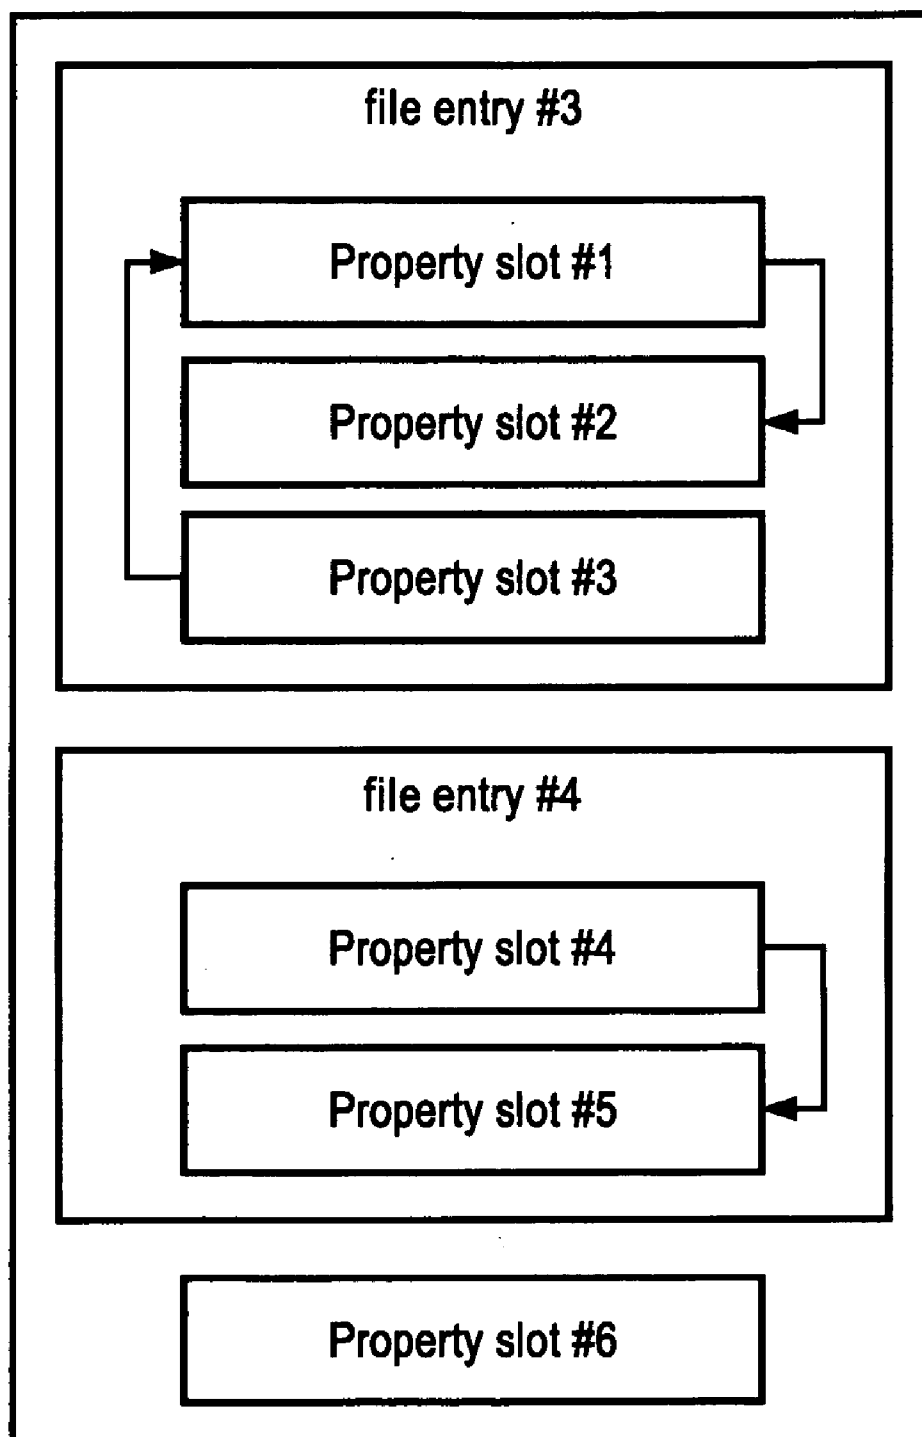 file entry #3
Property slot #1
Property slot #2
Property slot #3
file entry #4
Property slot #4
Property slot #5
Property slot #6